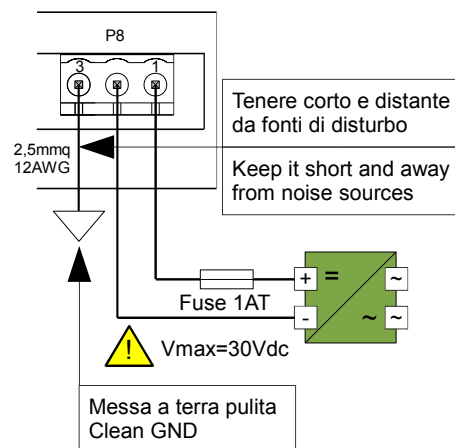 P8
3 1
Tenere corto e distante
da fonti di disturbo
2,5mmq
12AWG
Keep it short and away
from noise sources
+ = ~
Fuse 1AT
- ~ ~
! Vmax=30Vdc
Messa a terra pulita
Clean GND